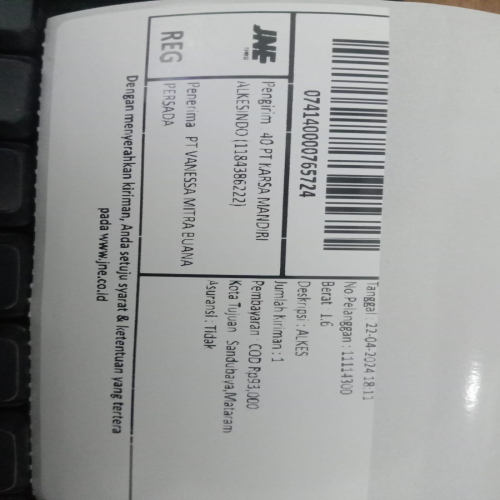 JNE
REG
074140000765724
Tanggal 22-04-2024 18:11
No Pelanggan : 11114300
Berat 1.6
Deskripsi : ALKES
Jumlah Kiriman : 1
Pembayaran COD Rp93,000
Kota Tujuan Sandubaya,Mataram
Asuransi : Tidak
Pengirim 40 PT KARSA MANDIRI
ALKESINDO (1184386222)
Penerima PT VANESSA MITRA BUANA
PERSADA
Dengan menyerahkan kiriman, Anda setuju syarat & ketentuan yang tertera
pada www.jne.co.id